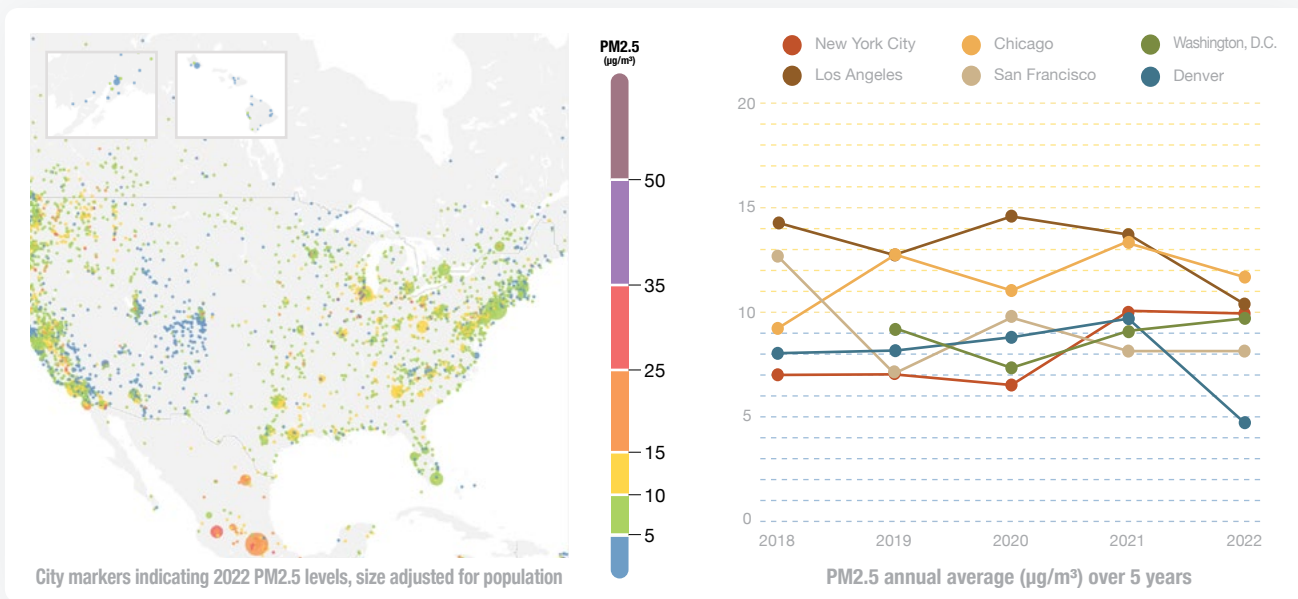 PM2.5
(µg/m³)
50
35
25
15
10
5
City markers indicating 2022 PM2.5 levels, size adjusted for population
New York City
Chicago
Washington, D.C.
Los Angeles
San Francisco
Denver
20
15
10
5
0
2018 2019 2020 2021 2022
PM2.5 annual average (µg/m³) over 5 years